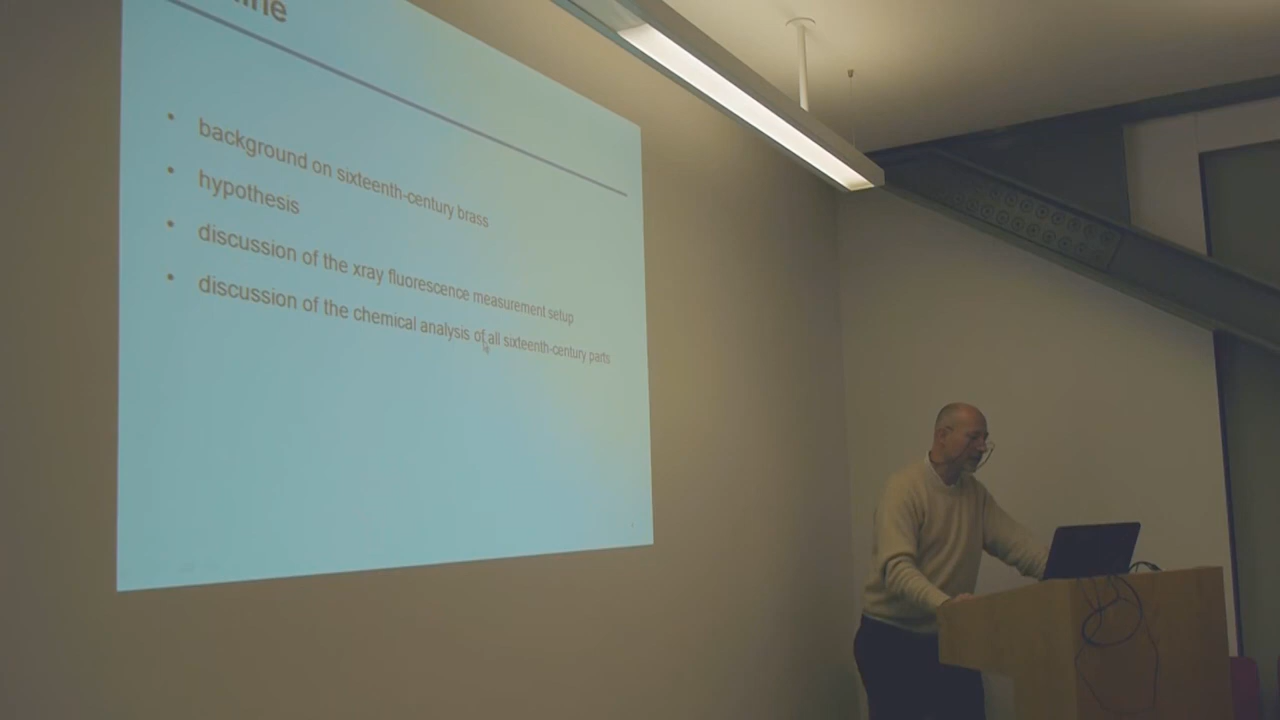 • background on sixteenth-century brass
• hypothesis
• discussion of the xray fluorescence measurement setup
• discussion of the chemical analysis of all sixteenth-century parts